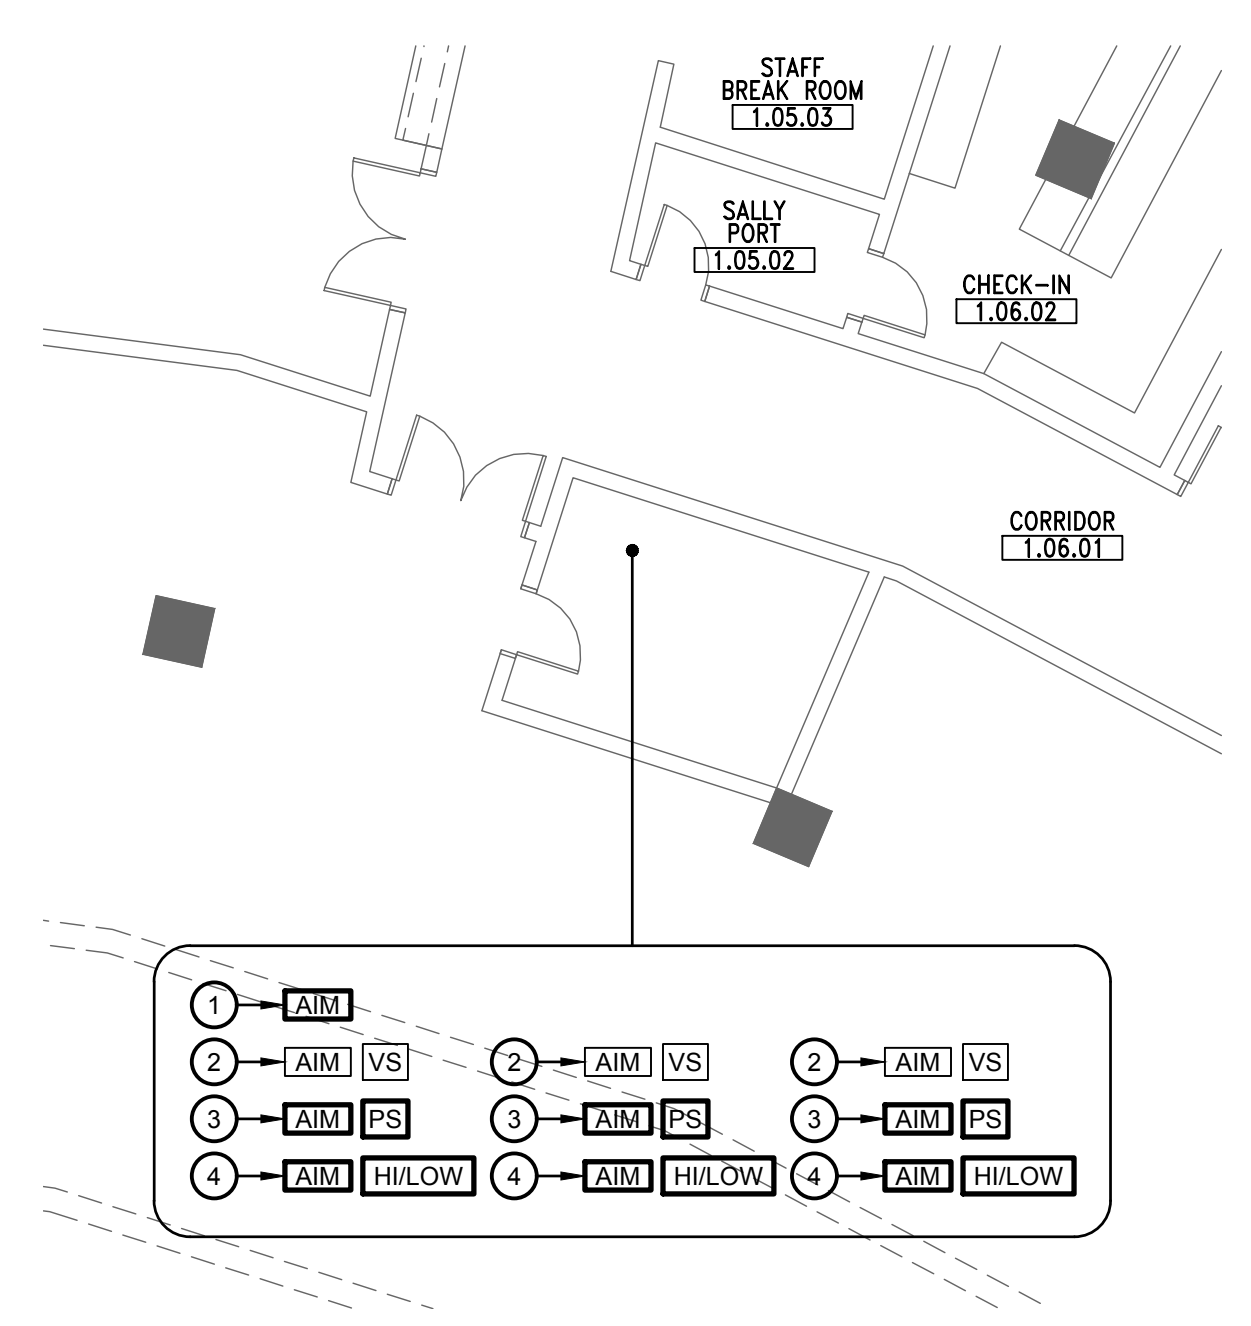 STAFF
BREAK ROOM
1.05.03
SALLY
PORT
1.05.02
CHECK-IN
1.06.02
CORRIDOR
1.06.01
1 AIM
2 AIM VS 2 AIM VS 2 AIM VS
3 AIM PS 3 AIM PS 3 AIM PS
4 AIM HI/LOW 4 AIM HI/LOW 4 AIM HI/LOW